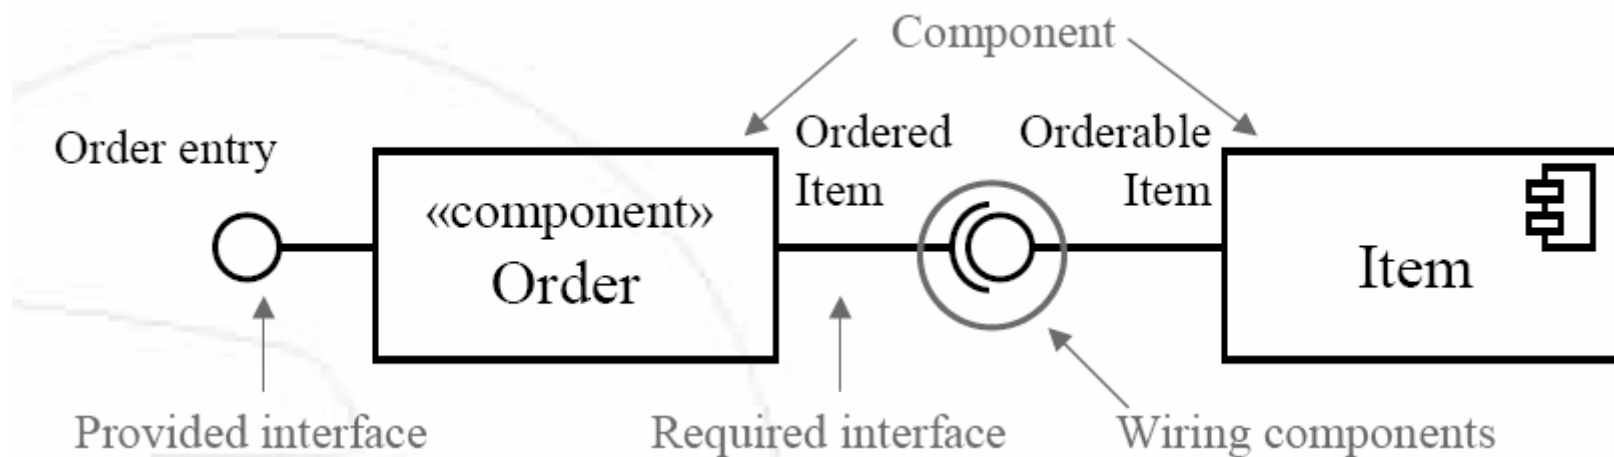 Component
Ordered Orderable
Order entry
Item Item
«component»
Order
Item
Provided interface Required interface Wiring components